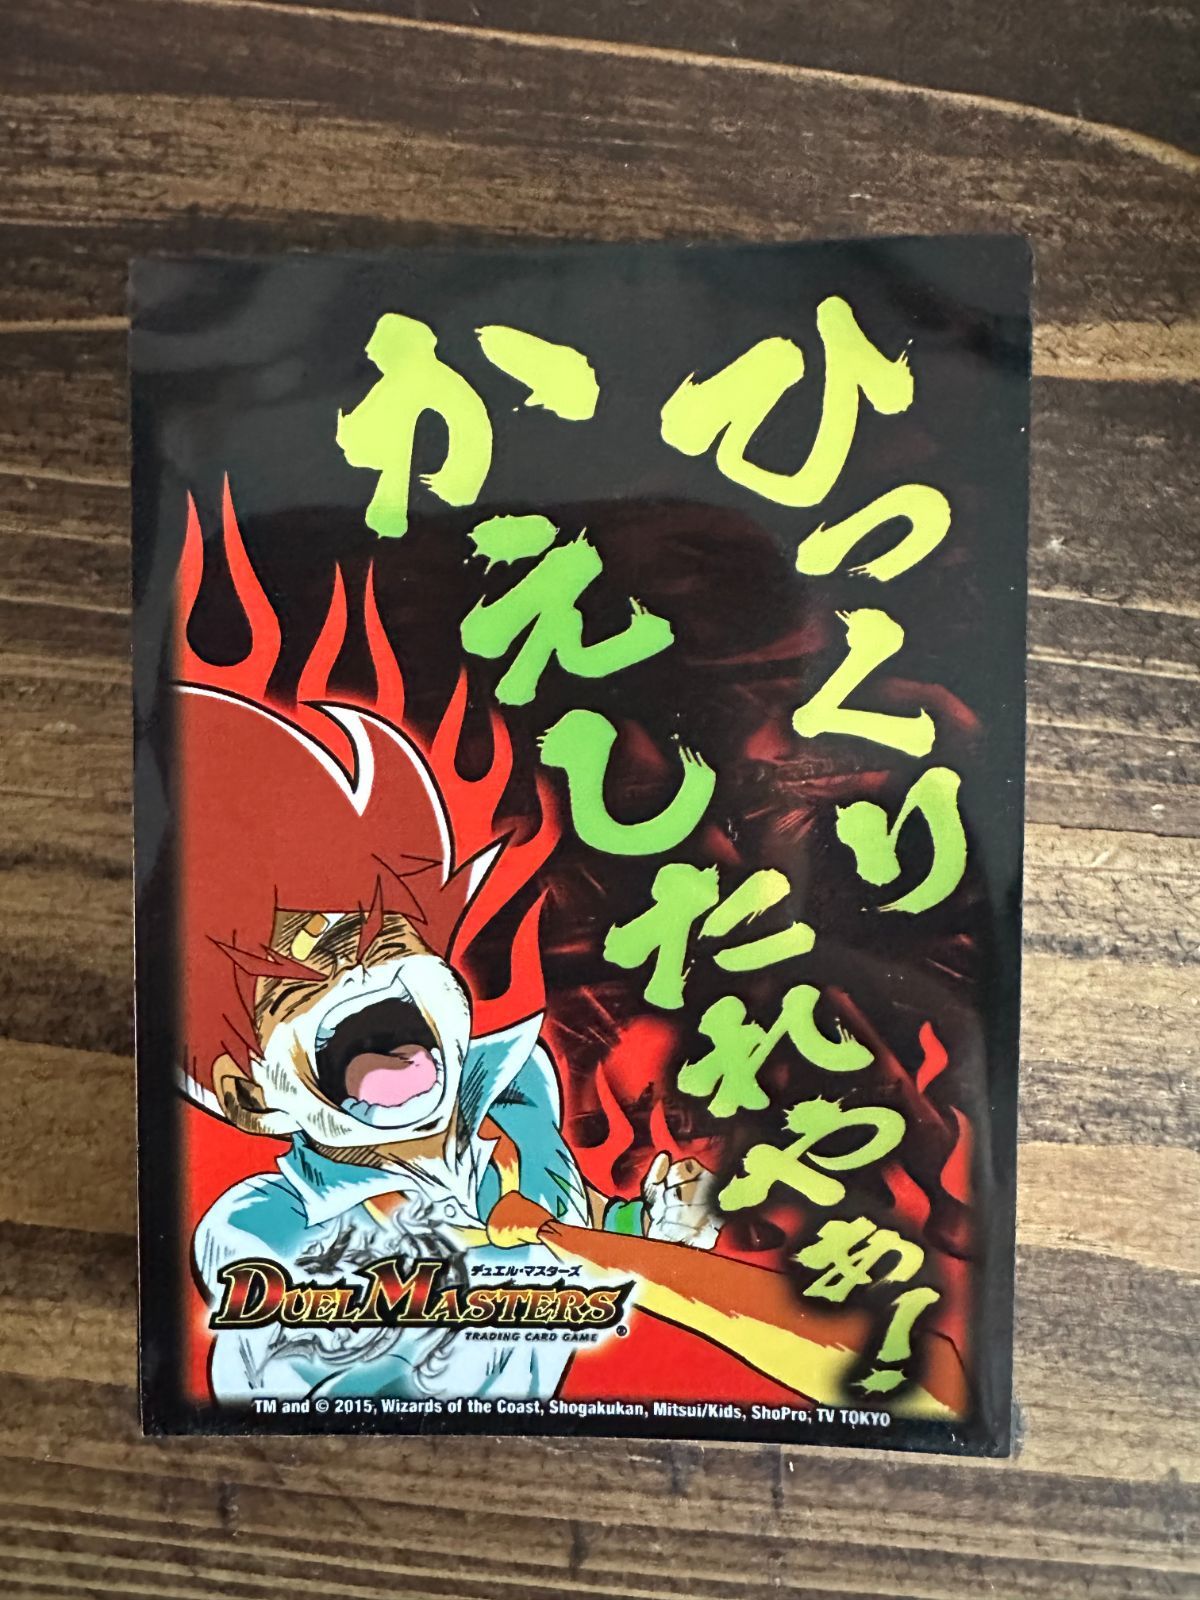 ひっくり
かえしたれやぁ!
デュエル・マスターズ
DUEL MASTERS
TRADING CARD GAME
TM and © 2015, Wizards of the Coast, Shogakukan, Mitsui/Kids, ShoPro, TV TOKYO